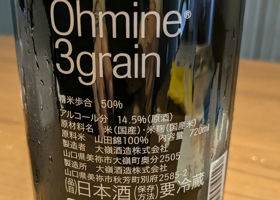 Ohmine®
3grain
精米歩合 50%
アルコール分 14.5%(原酒)
原材料名 米(国産)・米麹(国産米)
原料米 山田錦100% 720ml
製造者 大嶺酒造株式会社
山口県美祢市大嶺町奥分2505
製造所 大嶺酒造株式会社
山口県美祢市秋芳町別府2585-2
品目 日本酒 保存方法 要冷蔵